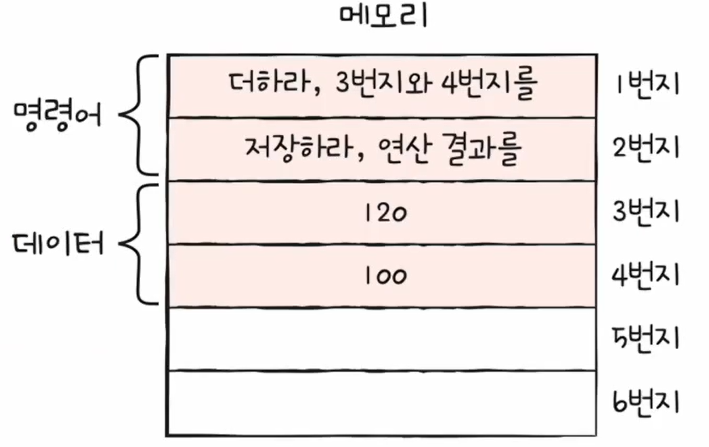 메모리
명령어
더하라, 3번지와 4번지를
1번지
저장하라, 연산 결과를
2번지
데이터
120
3번지
100
4번지
5번지
6번지